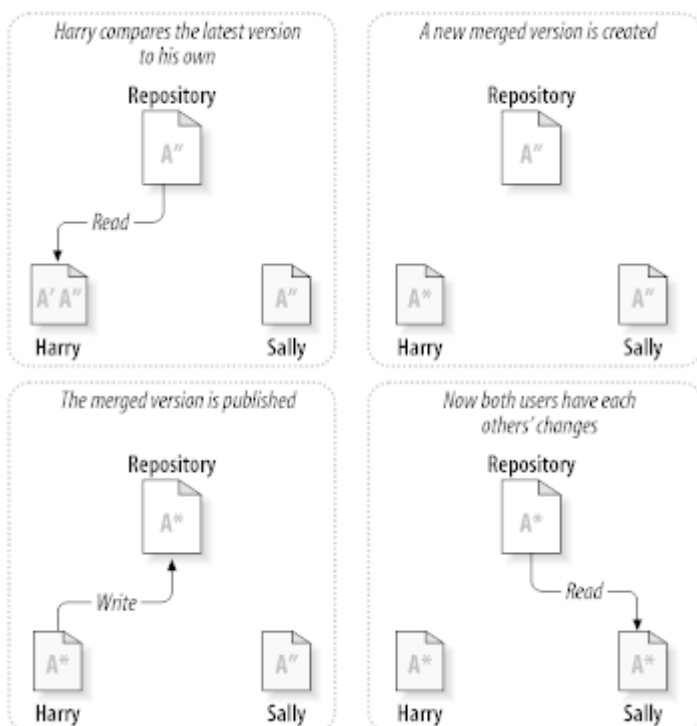 Harry compares the latest version
to his own
Repository
A"
Read
A' A"
A"
Harry
Sally
A new merged version is created
Repository
A"
A*
A"
Harry
Sally
The merged version is published
Repository
A*
Write
A*
A"
Harry
Sally
Now both users have each
others' changes
Repository
A*
Read
A*
A*
Harry
Sally